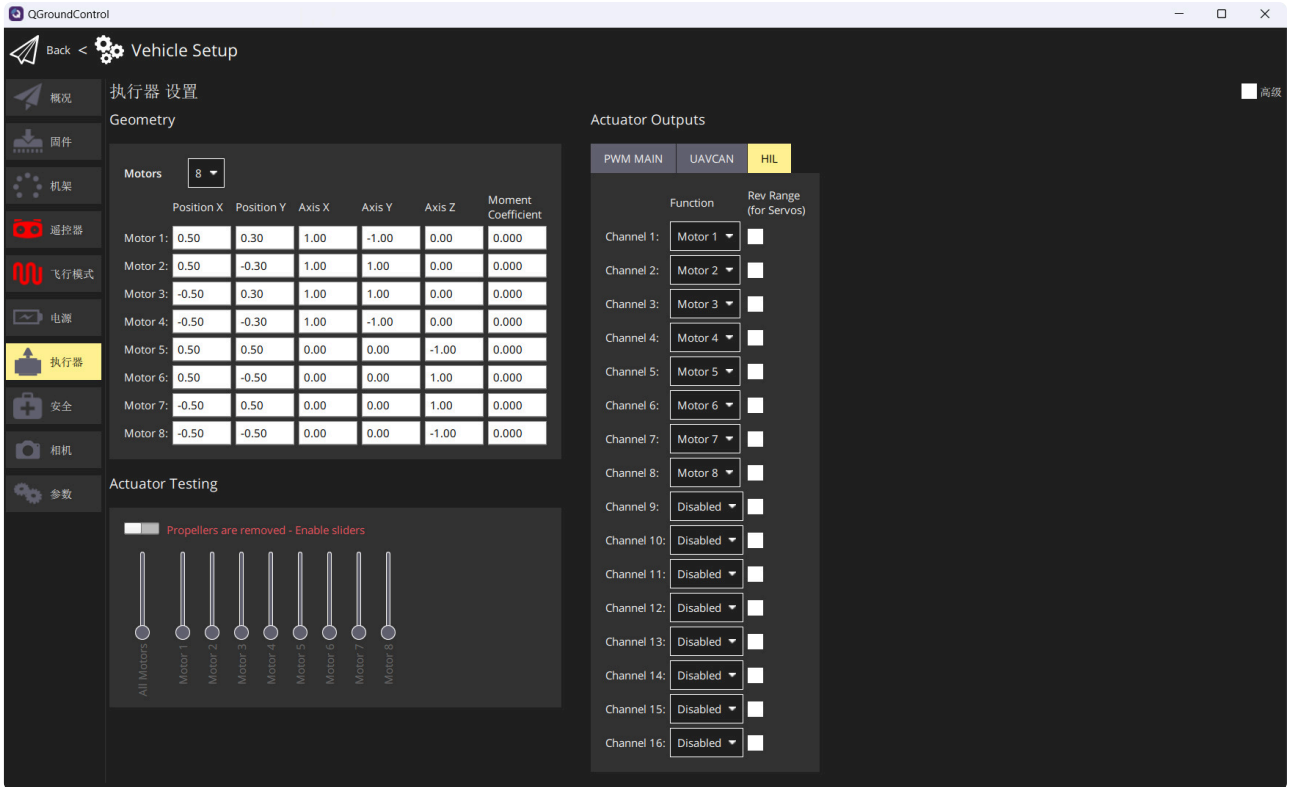 QGroundControl
Back < Vehicle Setup
概况
固件
机架
遥控器
飞行模式
电源
执行器
安全
相机
参数
执行器 设置
高级
Geometry
Motors 8
Position X Position Y Axis X Axis Y Axis Z Moment Coefficient
Motor 1: 0.50 0.30 1.00 -1.00 0.00 0.000
Motor 2: 0.50 -0.30 1.00 1.00 0.00 0.000
Motor 3: -0.50 0.30 1.00 1.00 0.00 0.000
Motor 4: -0.50 -0.30 1.00 -1.00 0.00 0.000
Motor 5: 0.50 0.50 0.00 0.00 -1.00 0.000
Motor 6: 0.50 -0.50 0.00 0.00 1.00 0.000
Motor 7: -0.50 0.50 0.00 0.00 1.00 0.000
Motor 8: -0.50 -0.50 0.00 0.00 -1.00 0.000
Actuator Testing
Propellers are removed - Enable sliders
All Motors
Motor 1
Motor 2
Motor 3
Motor 4
Motor 5
Motor 6
Motor 7
Motor 8
Actuator Outputs
PWM MAIN UAVCAN HIL
Function Rev Range
(for Servos)
Channel 1: Motor 1
Channel 2: Motor 2
Channel 3: Motor 3
Channel 4: Motor 4
Channel 5: Motor 5
Channel 6: Motor 6
Channel 7: Motor 7
Channel 8: Motor 8
Channel 9: Disabled
Channel 10: Disabled
Channel 11: Disabled
Channel 12: Disabled
Channel 13: Disabled
Channel 14: Disabled
Channel 15: Disabled
Channel 16: Disabled